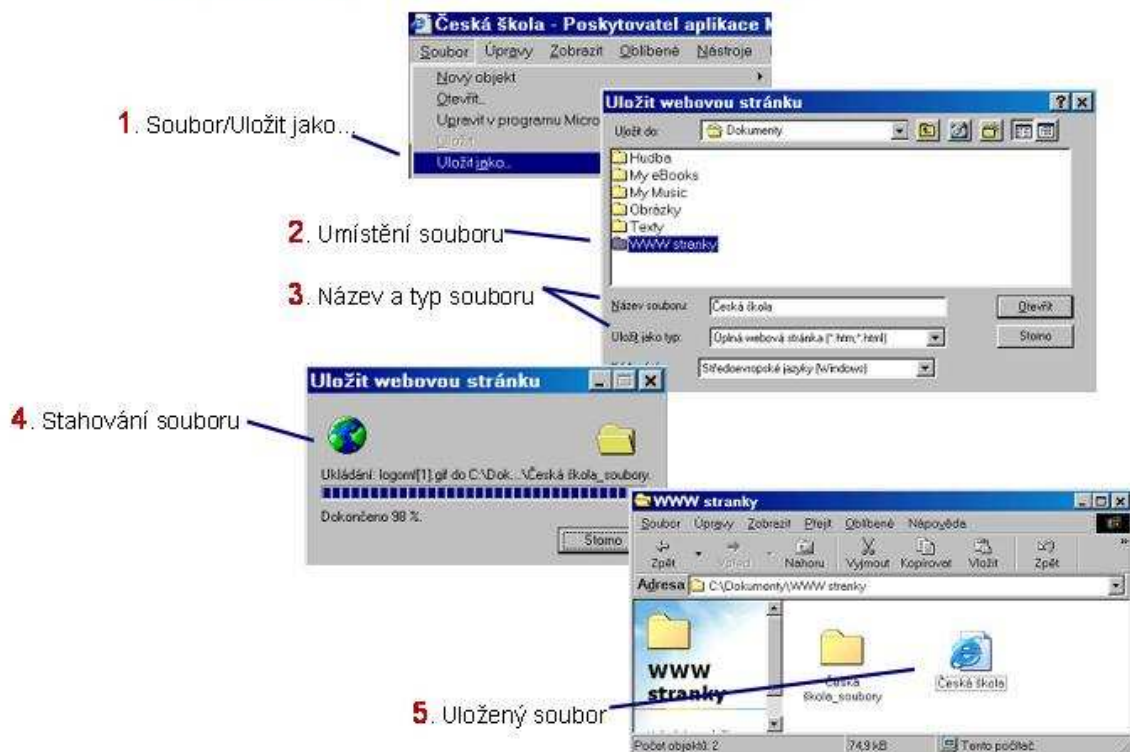 Česká škola - Poskytovatel aplikace
Soubor Úpravy Zobrazit Oblíbené Nástroje
Nový objekt
Otevřít...
Upravit v programu Micro
Uložit
Uložit jako...
1. Soubor/Uložit jako...
Uložit webovou stránku
Uložit do: Dokumenty
Hudba
My eBooks
My Music
Obrázky
Texty
WWW stranky
2. Umístění souboru
3. Název a typ souboru
Název souboru: Česká škola Otevřít
Uložit jako typ: Úplná webová stránka (*.htm;*.html) Storno
Středoevropské jazyky (Windows)
Uložit webovou stránku
4. Stahování souboru
Ukládání: logoml[1].gif do C:\Dok...\Česká škola_soubory.
Dokončeno 98 %.
Storno
WWW stranky
Soubor Úpravy Zobrazit Přejít Oblíbené Nápověda
Zpět Vpřed Nahoru Vyjmout Kopírovat Vložit Zpět
Adresa C:\Dokumenty\WWW stranky
WWW
stranky
Česká
škola_soubory
Česká škola
5. Uložený soubor
Počet objektů: 2 74,9 kB Tento počítač